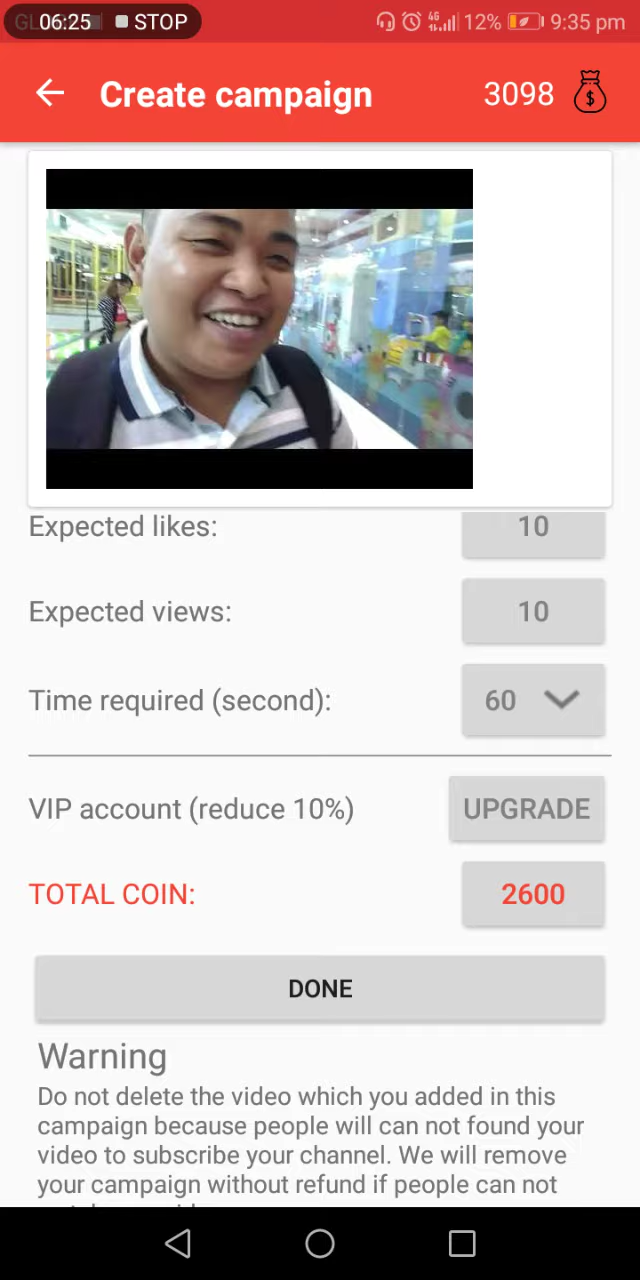 06:25 STOP 4G 12% 9:35 pm
Create campaign 3098
Expected likes: 10
Expected views: 10
Time required (second): 60
VIP account (reduce 10%) UPGRADE
TOTAL COIN: 2600
DONE
Warning
Do not delete the video which you added in this
campaign because people will can not found your
video to subscribe your channel. We will remove
your campaign without refund if people can not